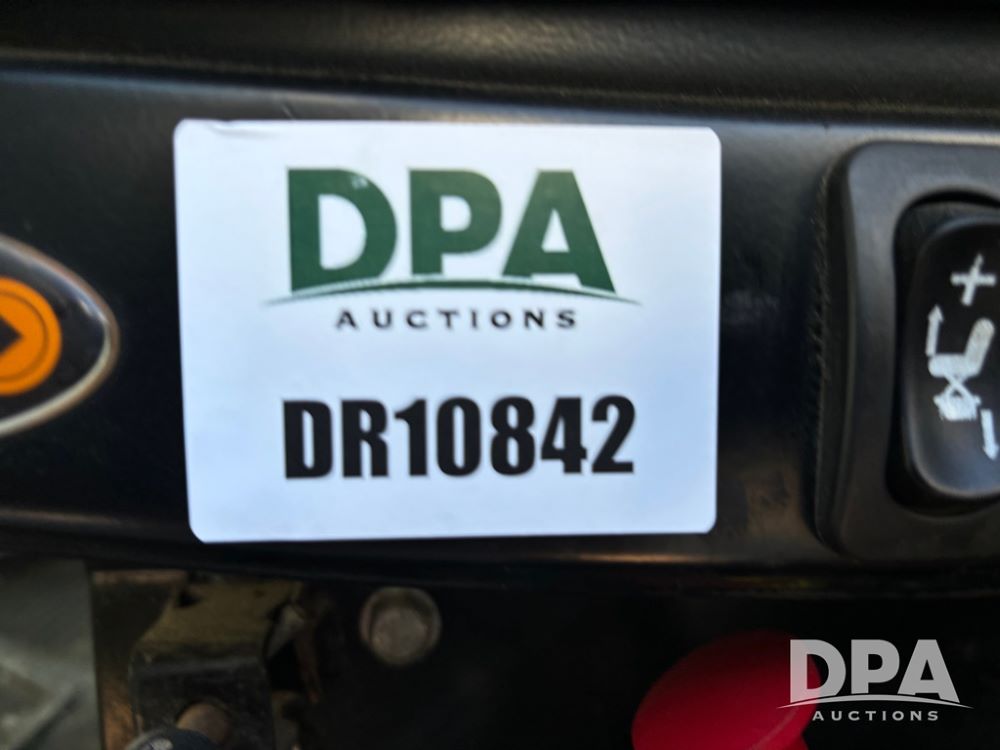 DPA
AUCTIONS
DR10842
+
DPA
AUCTIONS